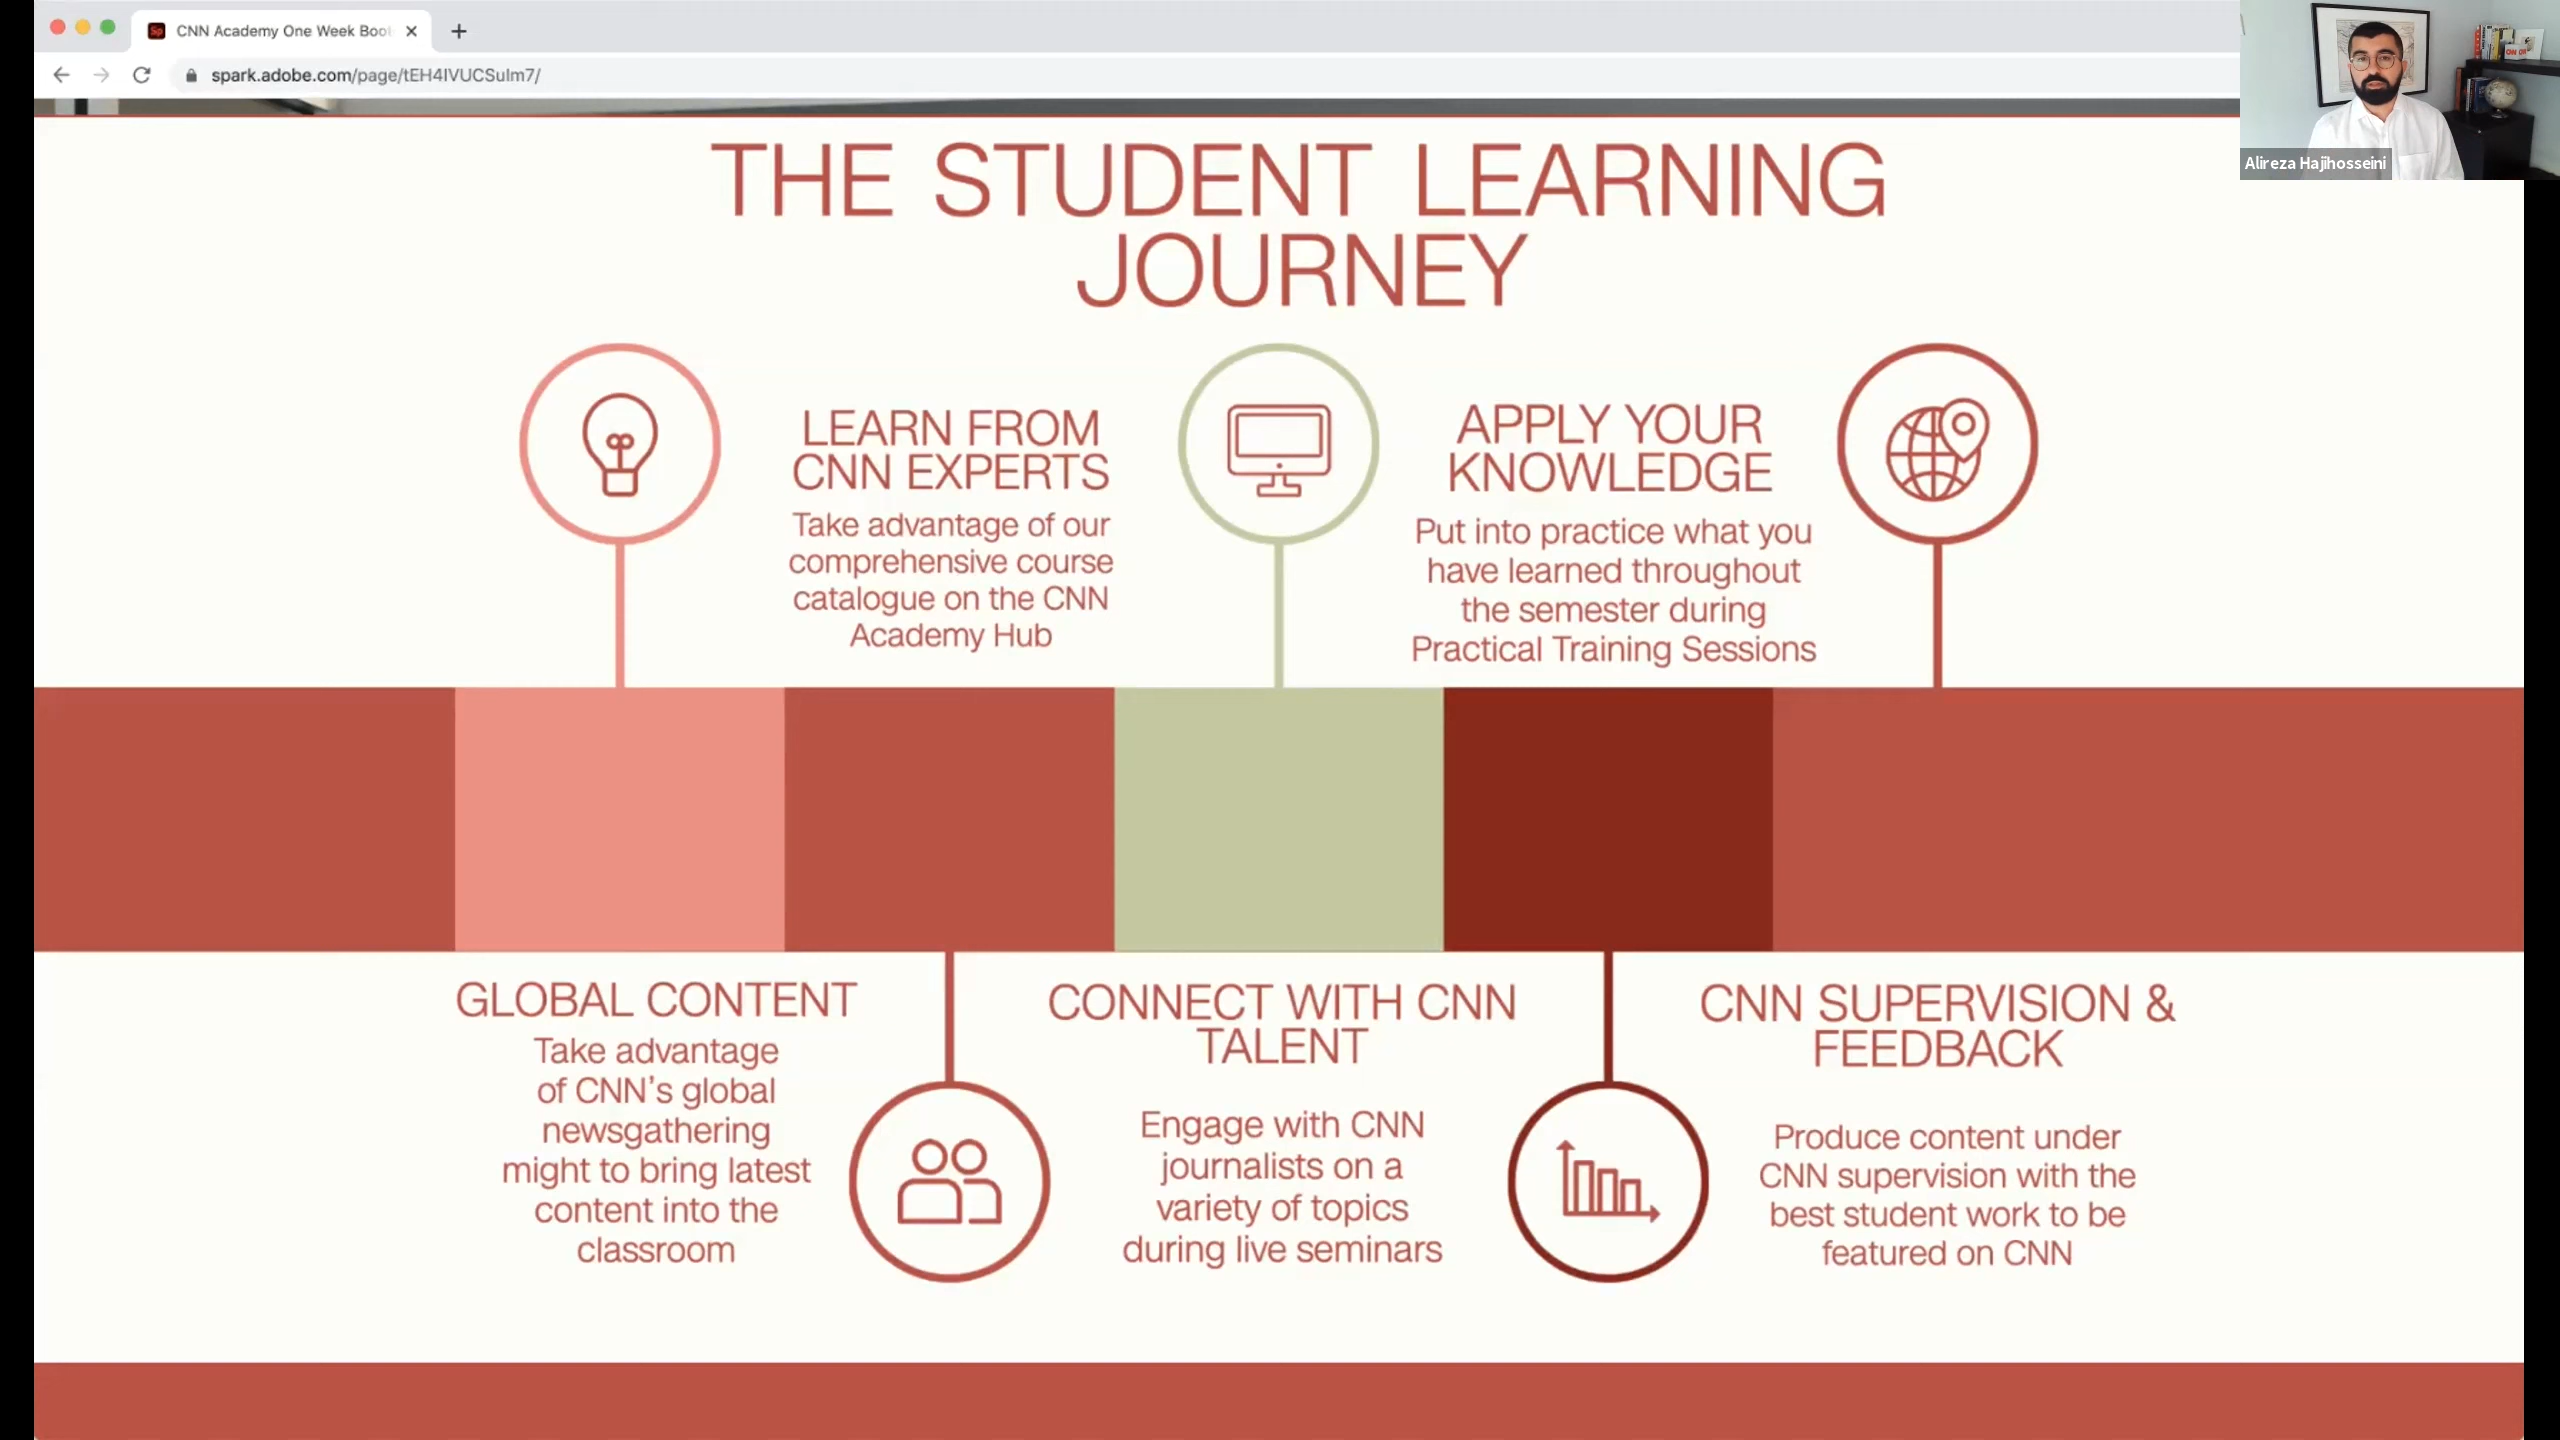 CNN Academy One Week Boot
spark.adobe.com/page/tEH4IVUCSuIm7/
Alireza Hajihosseini
THE STUDENT LEARNING
JOURNEY
LEARN FROM
CNN EXPERTS
Take advantage of our
comprehensive course
catalogue on the CNN
Academy Hub
APPLY YOUR
KNOWLEDGE
Put into practice what you
have learned throughout
the semester during
Practical Training Sessions
GLOBAL CONTENT
Take advantage
of CNN’s global
newsgathering
might to bring latest
content into the
classroom
CONNECT WITH CNN
TALENT
Engage with CNN
journalists on a
variety of topics
during live seminars
CNN SUPERVISION &
FEEDBACK
Produce content under
CNN supervision with the
best student work to be
featured on CNN